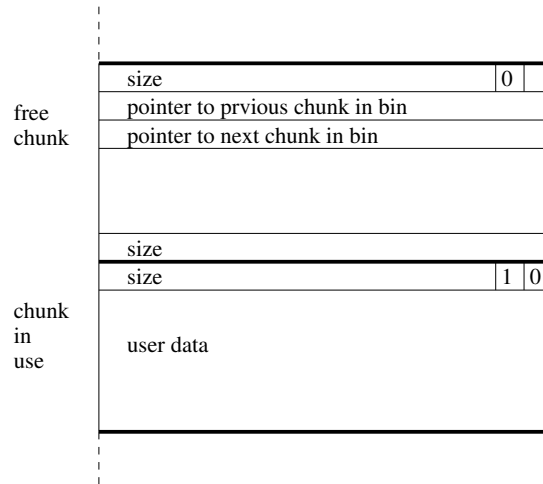 size 0
free
chunk
pointer to prvious chunk in bin
pointer to next chunk in bin
size
size 1 0
chunk
in
use
user data